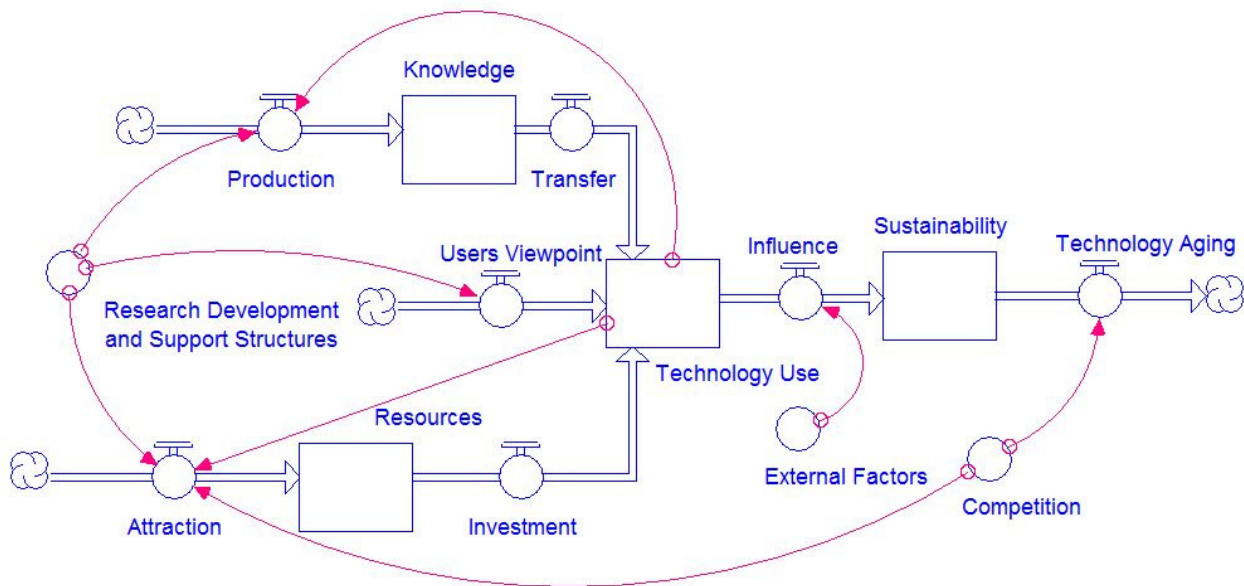 Knowledge
Production
Transfer
Users Viewpoint
Influence
Sustainability
Technology Aging
Research Development
and Support Structures
Technology Use
Resources
External Factors
Competition
Attraction
Investment